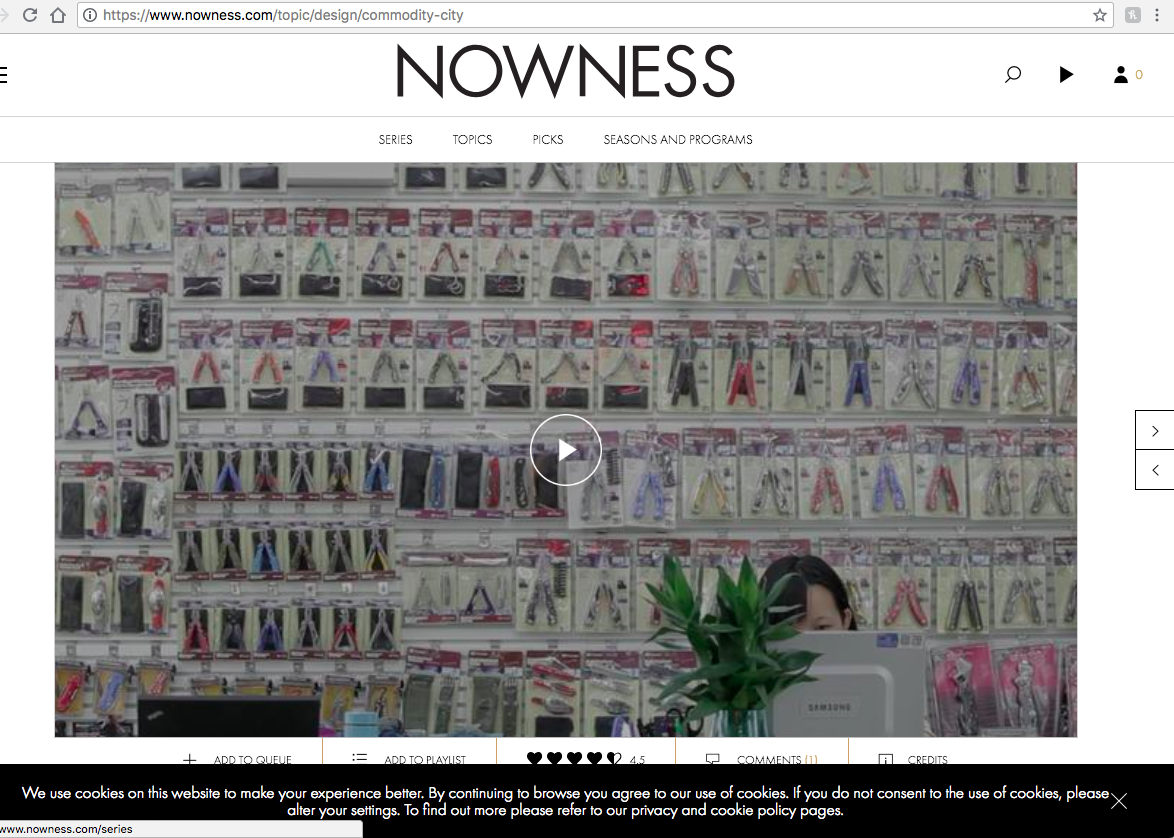 https://www.nowness.com/topic/design/commodity-city
NOWNESS
0
SERIES TOPICS PICKS SEASONS AND PROGRAMS
SAMSUNG
ADD TO QUEUE ADD TO PLAYLIST 4.5 COMMENTS (1) CREDITS
We use cookies on this website to make your experience better. By continuing to browse you agree to our use of cookies. If you do not consent to the use of cookies, please
alter your settings. To find out more please refer to our privacy and cookie policy pages.
www.nowness.com/series